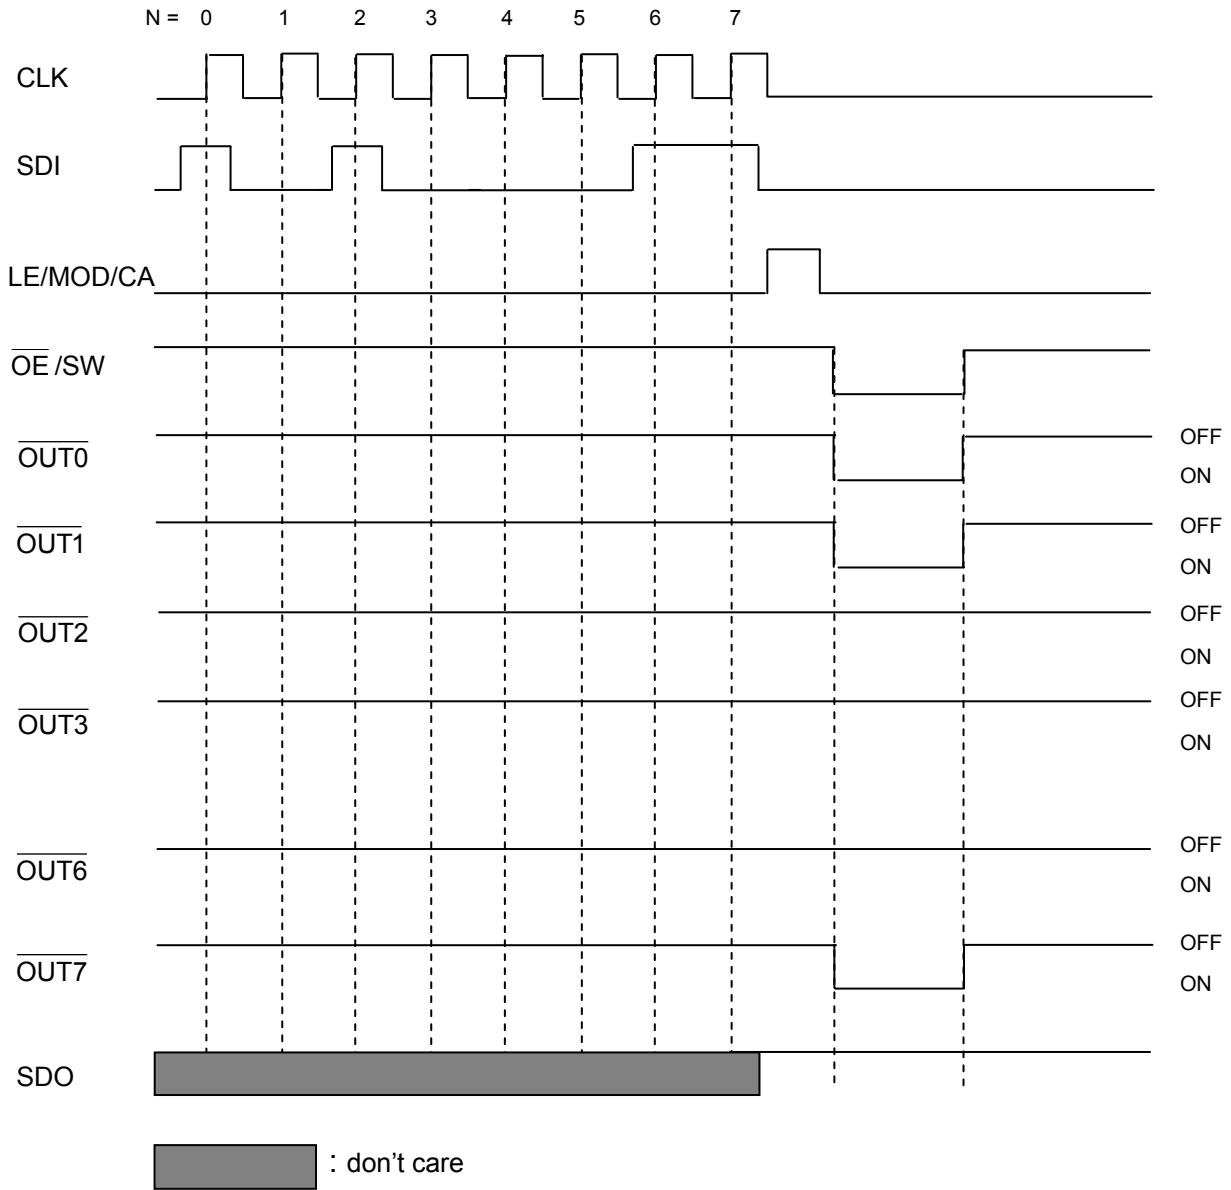 N = 0 1 2 3 4 5 6 7
CLK
SDI
LE/MOD/CA
OE /SW
OUT0
OFF
ON
OUT1
OFF
ON
OUT2
OFF
ON
OUT3
OFF
ON
OUT6
OFF
ON
OUT7
OFF
ON
SDO
: don't care